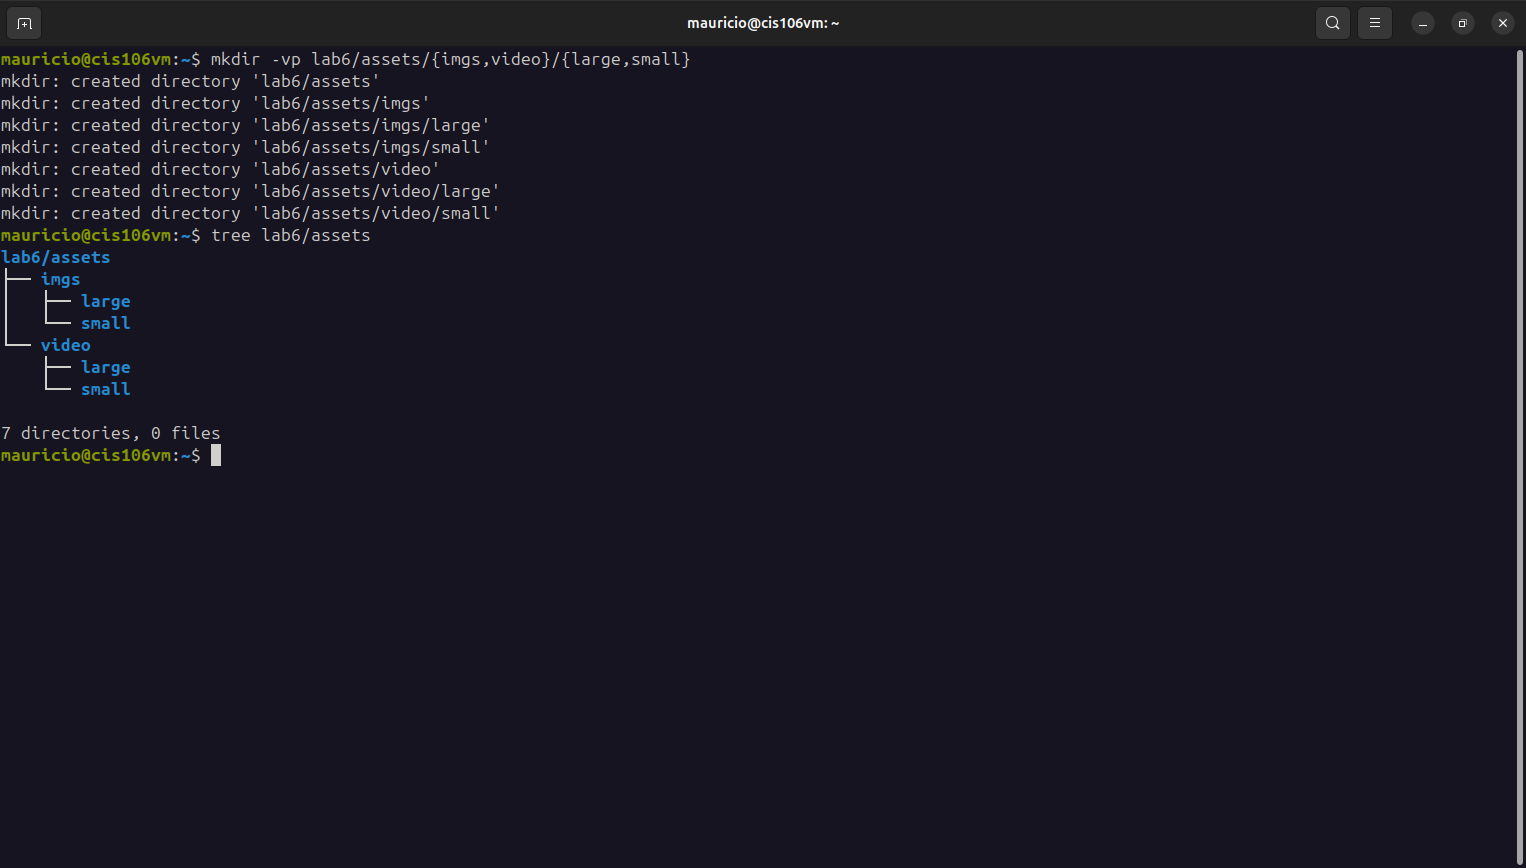 mauricio@cis106vm: ~
mauricio@cis106vm:~$ mkdir -vp lab6/assets/{imgs,video}/{large,small}
mkdir: created directory 'lab6/assets'
mkdir: created directory 'lab6/assets/imgs'
mkdir: created directory 'lab6/assets/imgs/large'
mkdir: created directory 'lab6/assets/imgs/small'
mkdir: created directory 'lab6/assets/video'
mkdir: created directory 'lab6/assets/video/large'
mkdir: created directory 'lab6/assets/video/small'
mauricio@cis106vm:~$ tree lab6/assets
lab6/assets
├── imgs
│   ├── large
│   └── small
└── video
    ├── large
    └── small
7 directories, 0 files
mauricio@cis106vm:~$